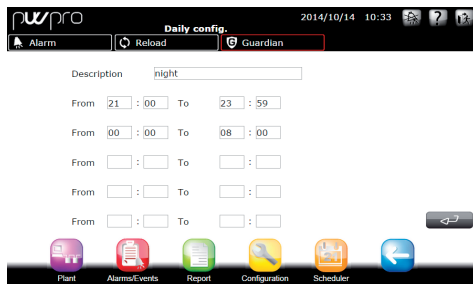 pwpro
Daily config.
2014/10/14 10:33 ?
Alarm Reload G Guardian
Description night
From 21 : 00 To 23 : 59
From 00 : 00 To 08 : 00
From : To :
From : To :
From : To :
Plant Alarms/Events Report Configuration Scheduler